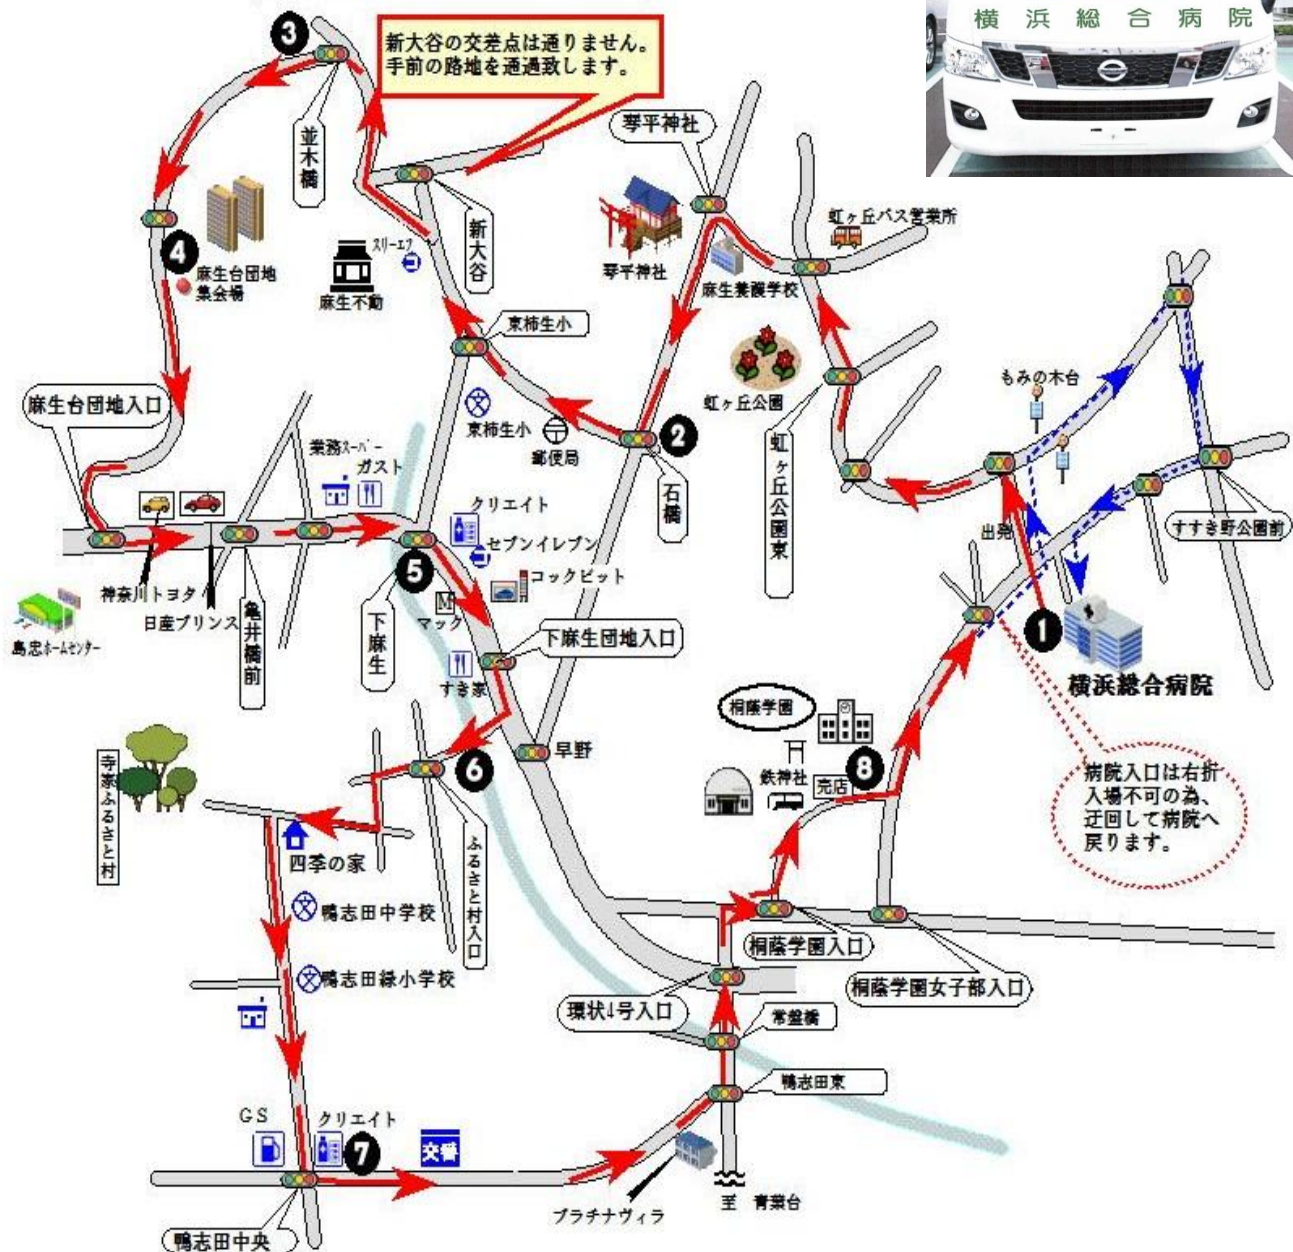 横浜総合病院
新大谷の交差点は通りません。
手前の路地を通過致します。
3
並木橋
琴平神社
新大谷
スリーエフ
麻生不動
琴平神社
麻生養護学校
虹ヶ丘バス営業所
4
麻生台団地
集会場
東柿生小
虹ヶ丘公園
もみの木台
麻生台団地入口
業務スーパー
ガスト
東柿生小
郵便局
2
石橋
虹ヶ丘公園東
クリエイト
セブンイレブン
コックピット
出発
すすき野公園前
神奈川トヨタ
日産プリンス
亀井橋前
5
下麻生
M
マック
下麻生団地入口
1
島忠ホームセンター
すき家
横浜総合病院
桐蔭学園
寺家ふるさと村
6
早野
鉄神社
売店
8
病院入口は右折
入場不可の為、
迂回して病院へ
戻ります。
四季の家
ふるさと村入口
文
鴨志田中学校
文
鴨志田緑小学校
桐蔭学園入口
桐蔭学園女子部入口
環状4号入口
常盤橋
鴨志田東
GS
クリエイト
7
交番
プラチナヴィラ
至 青葉台
鴨志田中央